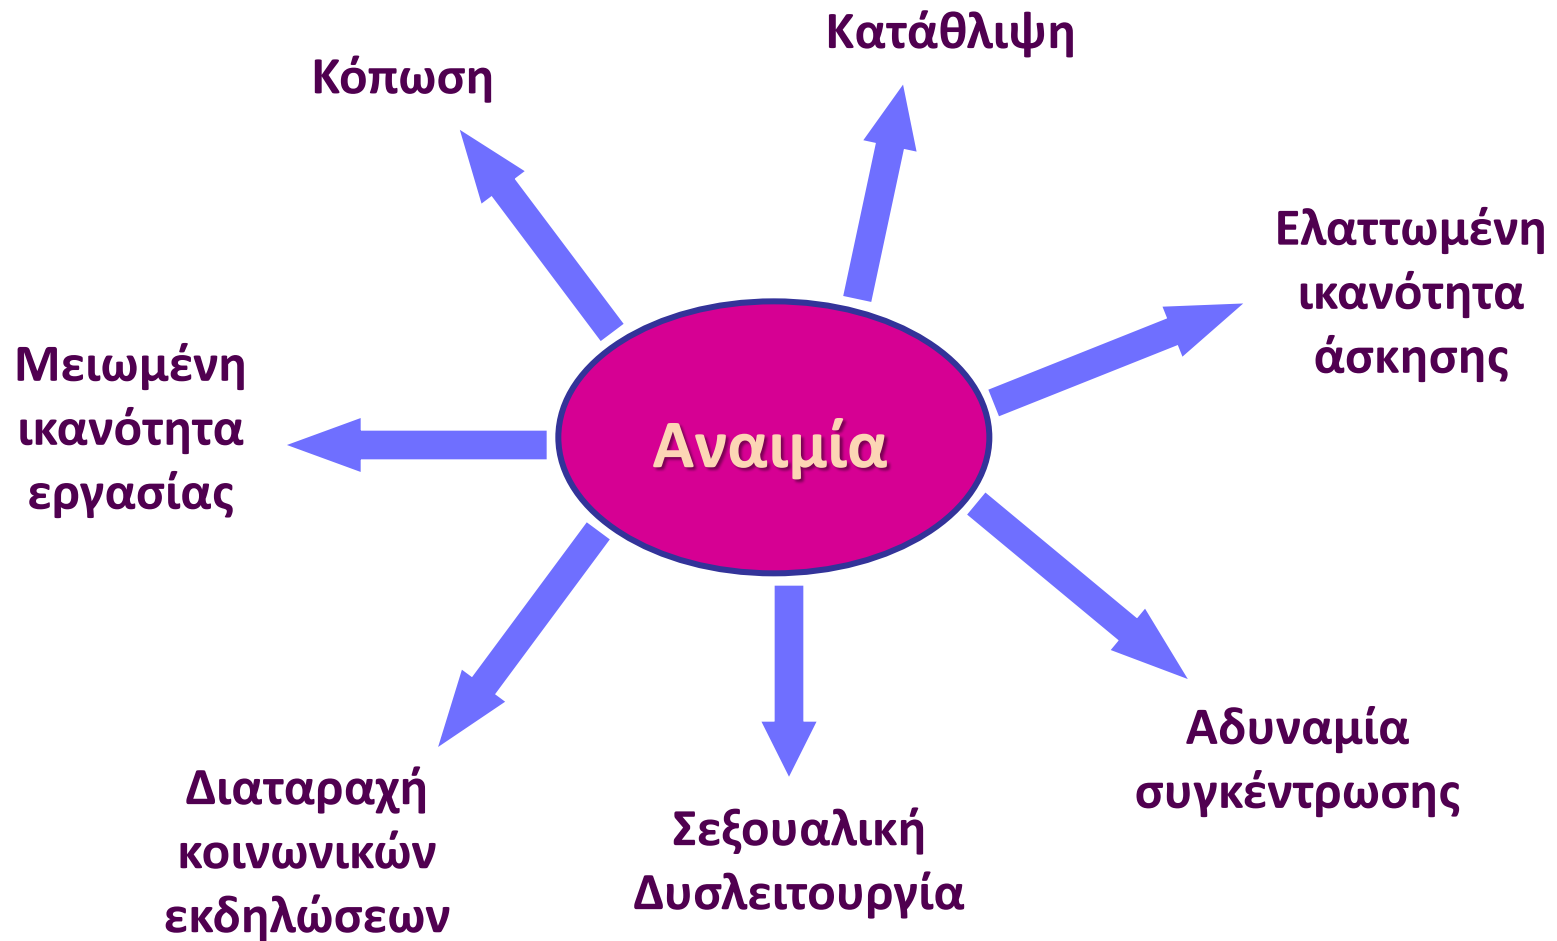 Κατάθλιψη
Κόπωση
Ελαττωμένη
ικανότητα
άσκησης
Μειωμένη
ικανότητα
εργασίας
Αναιμία
Αδυναμία
συγκέντρωσης
Διαταραχή
κοινωνικών
εκδηλώσεων
Σεξουαλική
Δυσλειτουργία